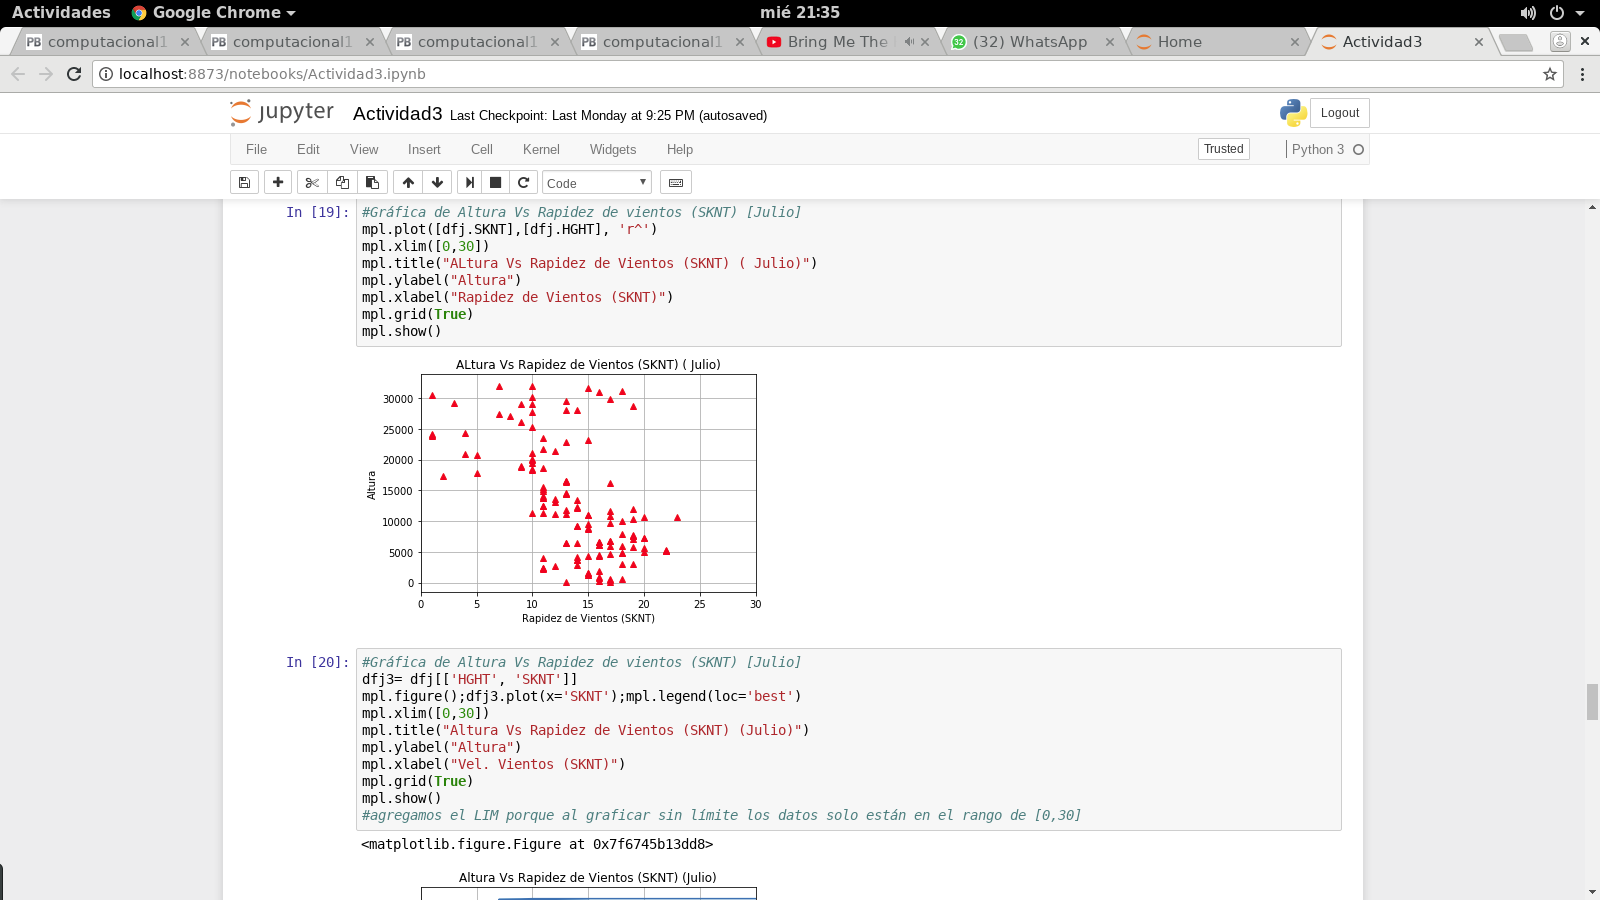 Actividades Google Chrome mié 21:35
PB computacional1 PB computacional1 PB computacional1 PB computacional1 Bring Me The (32) WhatsApp Home Actividad3
localhost:8873/notebooks/Actividad3.ipynb
jupyter Actividad3 Last Checkpoint: Last Monday at 9:25 PM (autosaved) Logout
File Edit View Insert Cell Kernel Widgets Help Trusted Python 3
Code
In [19]: #Gráfica de Altura Vs Rapidez de vientos (SKNT) [Julio]
mpl.plot([dfj.SKNT],[dfj.HGHT], 'r^')
mpl.xlim([0,30])
mpl.title("ALtura Vs Rapidez de Vientos (SKNT) ( Julio)")
mpl.ylabel("Altura")
mpl.xlabel("Rapidez de Vientos (SKNT)")
mpl.grid(True)
mpl.show()
ALtura Vs Rapidez de Vientos (SKNT) ( Julio)
30000
25000
20000
15000
10000
5000
0
Altura
0 5 10 15 20 25 30
Rapidez de Vientos (SKNT)
In [20]: #Gráfica de Altura Vs Rapidez de vientos (SKNT) [Julio]
dfj3= dfj[['HGHT', 'SKNT']]
mpl.figure();dfj3.plot(x='SKNT');mpl.legend(loc='best')
mpl.xlim([0,30])
mpl.title("Altura Vs Rapidez de Vientos (SKNT) (Julio)")
mpl.ylabel("Altura")
mpl.xlabel("Vel. Vientos (SKNT)")
mpl.grid(True)
mpl.show()
#agregamos el LIM porque al graficar sin límite los datos solo están en el rango de [0,30]
<matplotlib.figure.Figure at 0x7f6745b13dd8>
Altura Vs Rapidez de Vientos (SKNT) (Julio)